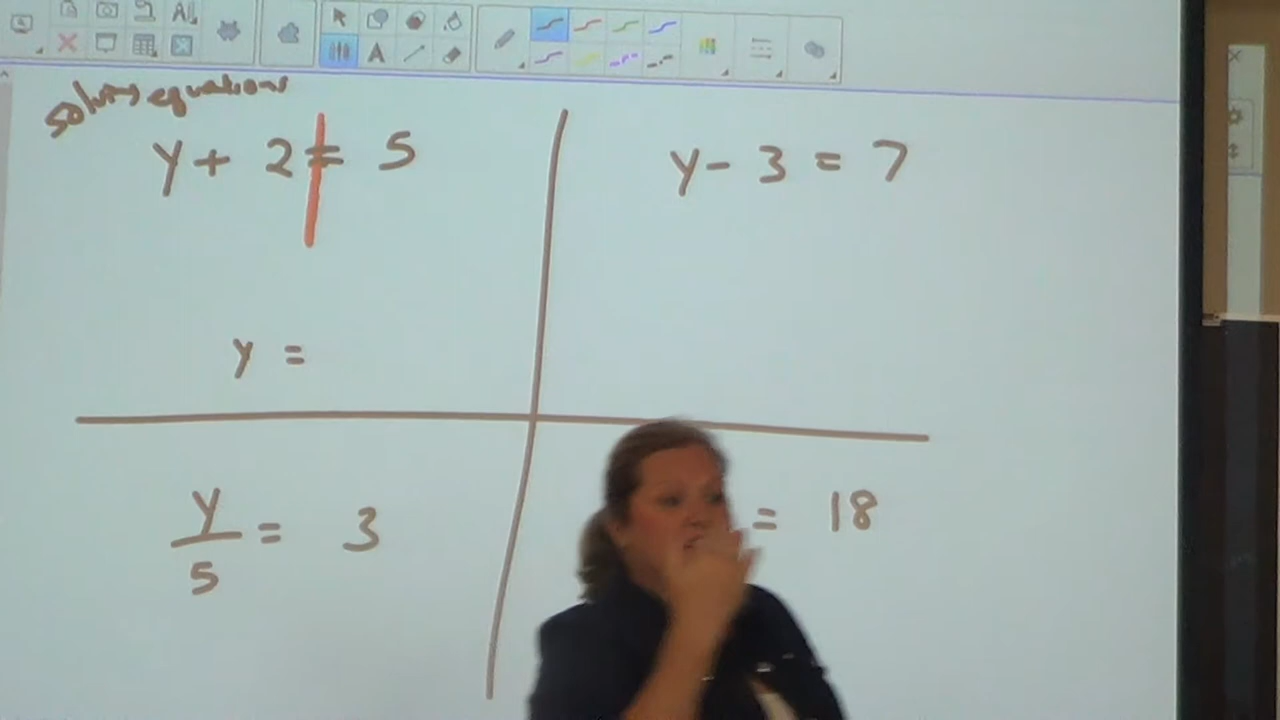 solving equations
y + 2 = 5
y - 3 = 7
y =
y/5 = 3
= 18